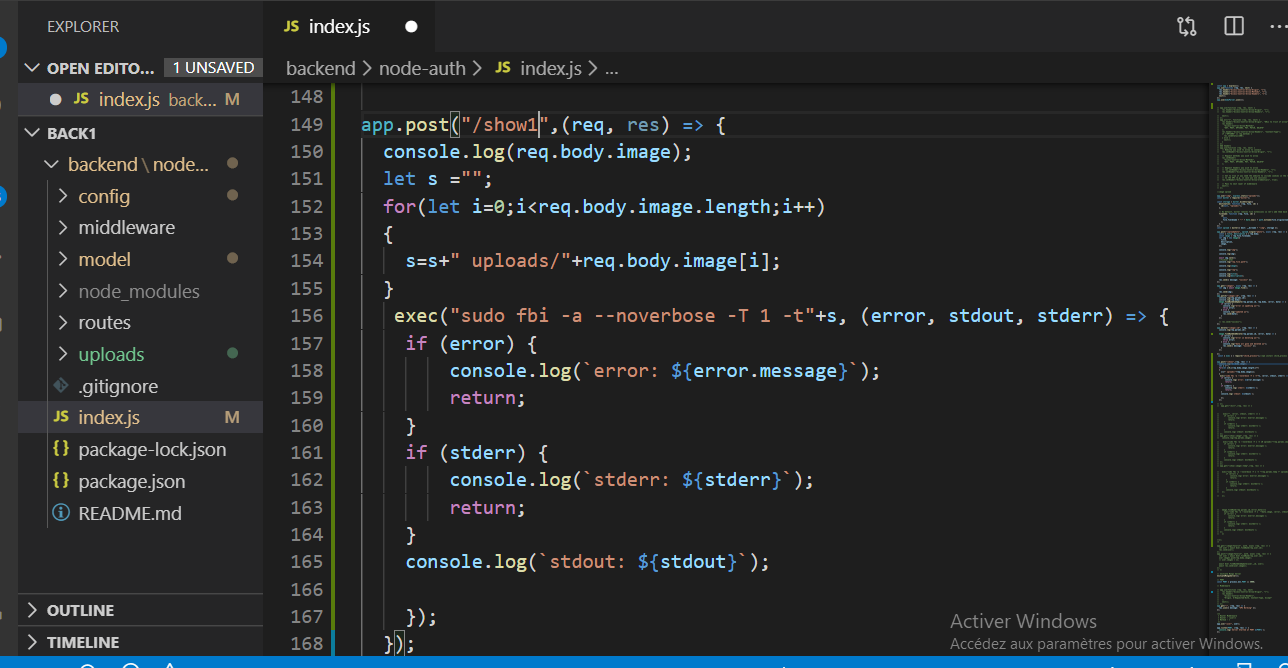 EXPLORER
OPEN EDITO... 1 UNSAVED
JS index.js back... M
BACK1
backend\node...
config
middleware
model
node_modules
routes
uploads
.gitignore
JS index.js M
{} package-lock.json
{} package.json
README.md
OUTLINE
TIMELINE
JS index.js
backend > node-auth > JS index.js > ...
148
149 app.post("/show1",(req, res) => {
150 console.log(req.body.image);
151 let s ="";
152 for(let i=0;i<req.body.image.length;i++)
153 {
154 s=s+" uploads/"+req.body.image[i];
155 }
156 exec("sudo fbi -a --noverbose -T 1 -t"+s, (error, stdout, stderr) => {
157 if (error) {
158 console.log(`error: ${error.message}`);
159 return;
160 }
161 if (stderr) {
162 console.log(`stderr: ${stderr}`);
163 return;
164 }
165 console.log(`stdout: ${stdout}`);
166
167 });
168 });
Activer Windows
Accédez aux paramètres pour activer Windows.